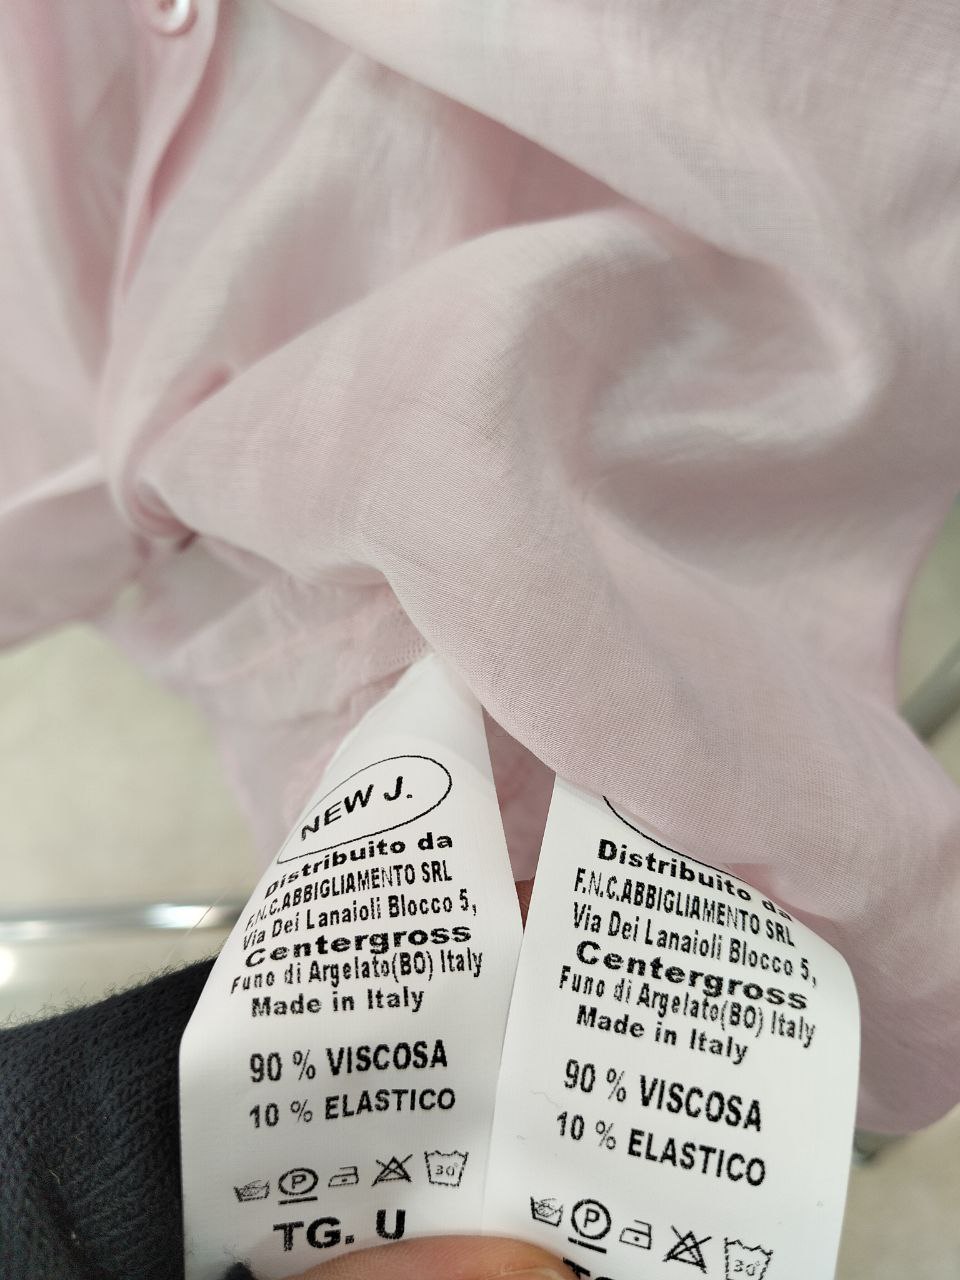 NEW J.
Distribuito da
F.N.C.ABBIGLIAMENTO SRL
Via Dei Lanaioli Blocco 5,
Centergross
Funo di Argelato(BO) Italy
Made in Italy
90 % VISCOSA
10 % ELASTICO
P
30°
TG. U
Distribuito da
F.N.C.ABBIGLIAMENTO SRL
Via Dei Lanaioli Blocco 5,
Centergross
Funo di Argelato(BO) Italy
Made in Italy
90 % VISCOSA
10 % ELASTICO
P
30°